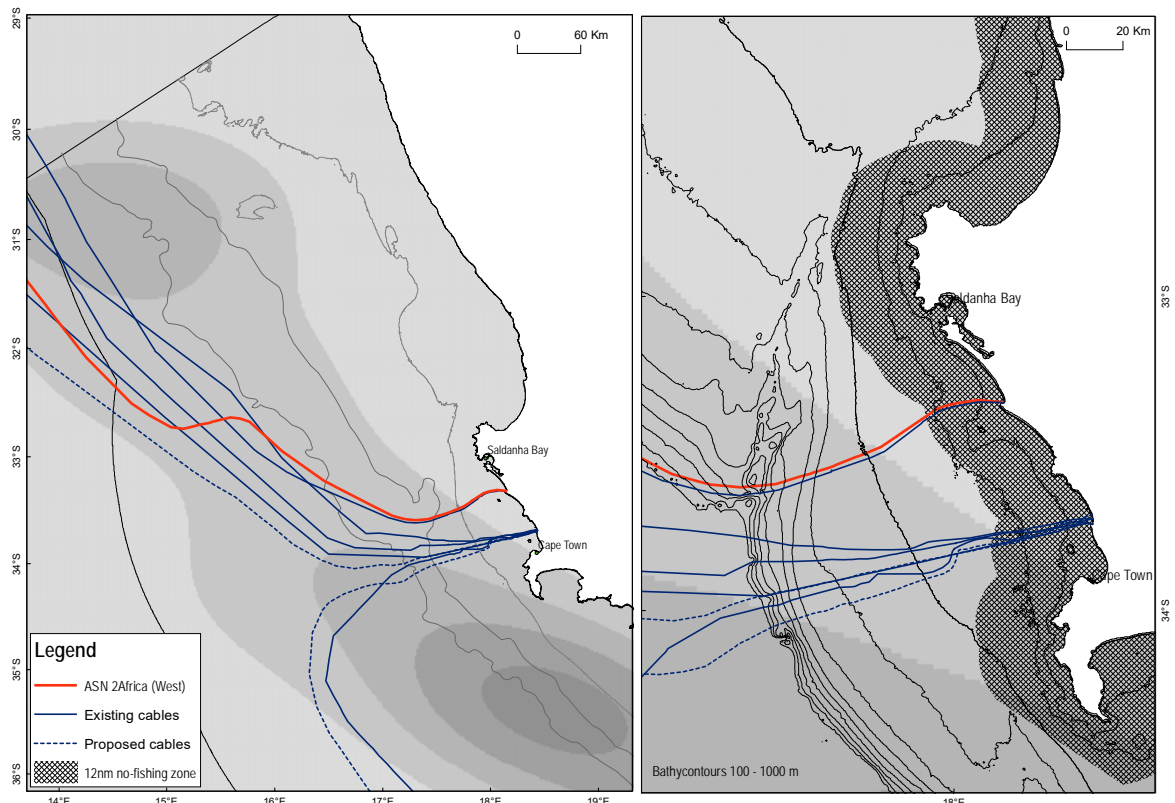 29°S
30°S
31°S
32°S
33°S
34°S
35°S
36°S
0 60 Km
Saldanha Bay
Cape Town
Legend
ASN 2Africa (West)
Existing cables
Proposed cables
12nm no-fishing zone
14°E
15°E
16°E
17°E
18°E
19°E
0 20 Km
ldanha Bay
pe Town
33°S
34°S
Bathycontours 100 - 1000 m
18°E